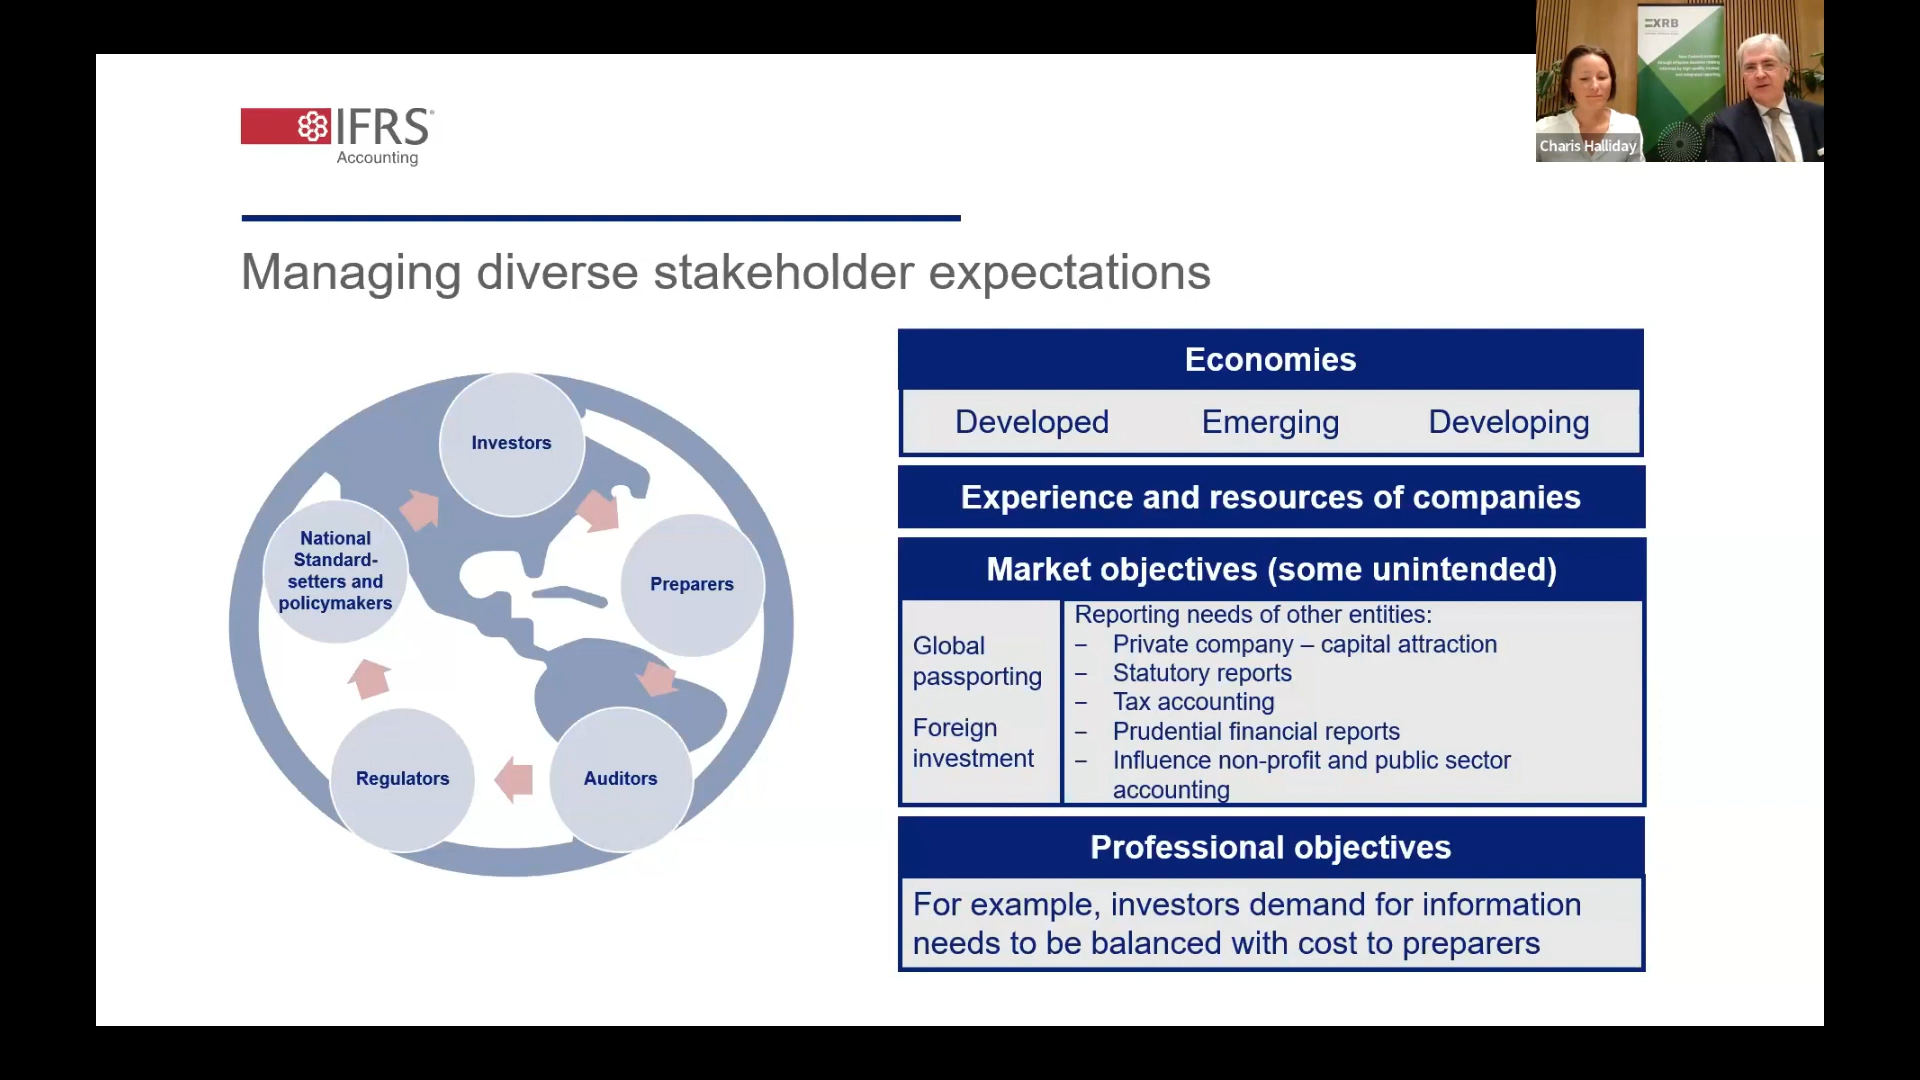 IFRS®
Accounting
XRB
Charis Halliday
Managing diverse stakeholder expectations
Investors
Preparers
Auditors
Regulators
National
Standard-
setters and
policymakers
Economies
Developed Emerging Developing
Experience and resources of companies
Market objectives (some unintended)
Global
passporting
Foreign
investment
Reporting needs of other entities:
– Private company – capital attraction
– Statutory reports
– Tax accounting
– Prudential financial reports
– Influence non-profit and public sector
accounting
Professional objectives
For example, investors demand for information
needs to be balanced with cost to preparers